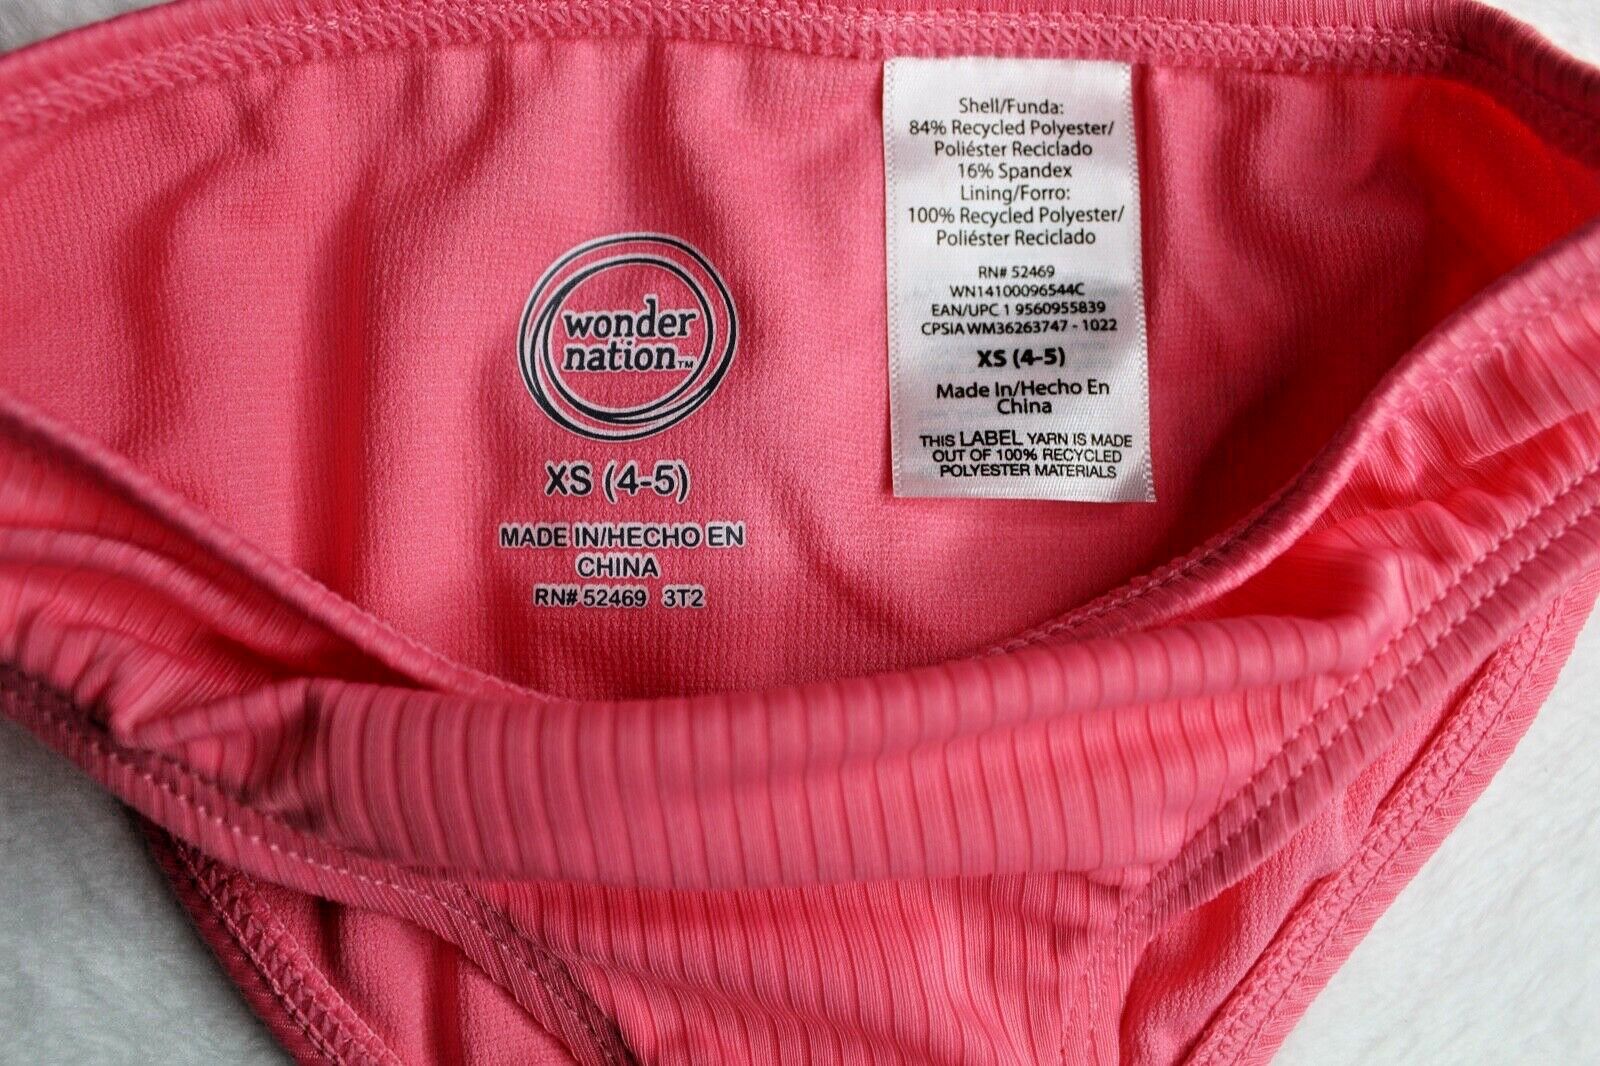 wonder
nation™
XS (4-5)
MADE IN/HECHO EN
CHINA
RN# 52469 3T2
Shell/Funda:
84% Recycled Polyester/
Poliéster Reciclado
16% Spandex
Lining/Forro:
100% Recycled Polyester/
Poliéster Reciclado
RN# 52469
WN14100096544C
EAN/UPC 1 9560955839
CPSIA WM36263747 - 1022
XS (4-5)
Made In/Hecho En
China
THIS LABEL YARN IS MADE
OUT OF 100% RECYCLED
POLYESTER MATERIALS